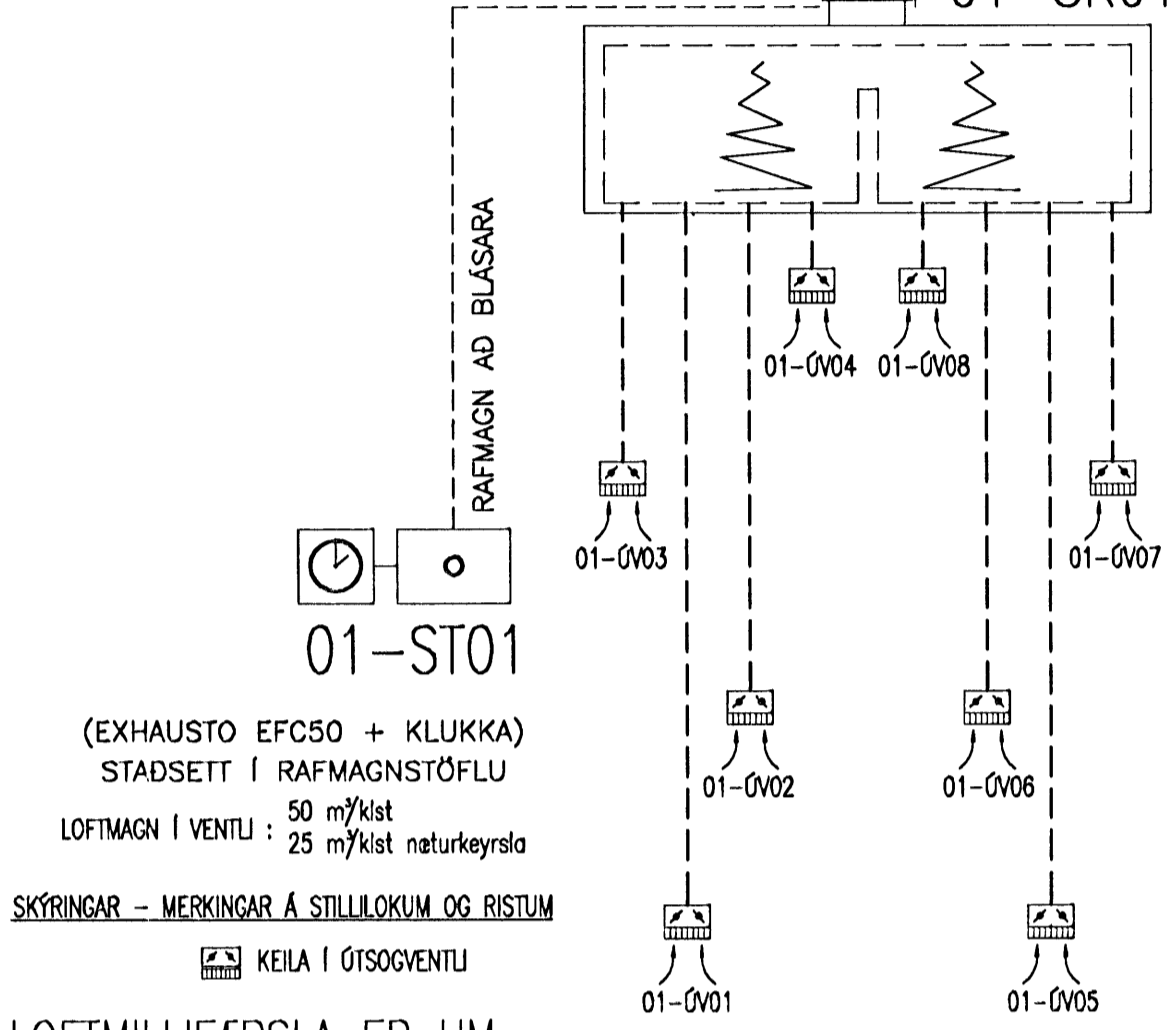 RAFMAGN AÐ BLÁSARA
01-ÚV04 01-ÚV08
01-ÚV03
01-ÚV07
01-ST01
(EXHAUSTO EFC50 + KLUKKA)
STAÐSETT Í RAFMAGNSTÖFLU
01-ÚV02
01-ÚV06
LOFTMAGN Í VENTLI : 50 m³/klst
25 m³/klst næturkeyrsla
SKÝRINGAR - MERKINGAR Á STILLILOKUM OG RISTUM
KEILA Í ÚTSOGVENTLI
01-ÚV01
01-ÚV05